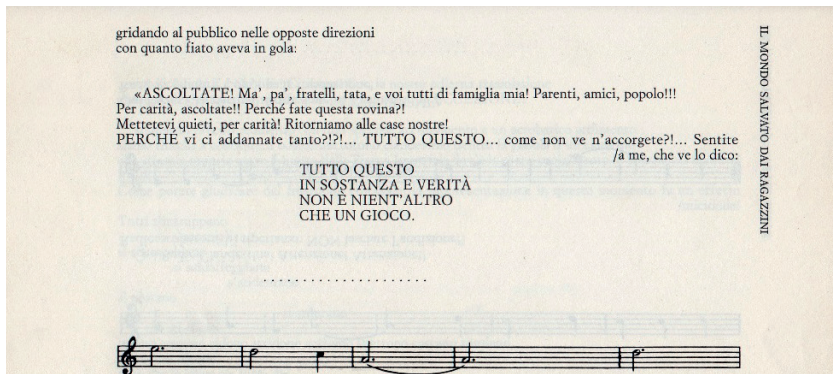 gridando al pubblico nelle opposte direzioni
con quanto fiato aveva in gola:
«ASCOLTATE! Ma', pa', fratelli, tata, e voi tutti di famiglia mia! Parenti, amici, popolo!!!
Per carità, ascoltate!! Perché fate questa rovina?!
Mettetevi quieti, per carità! Ritorniamo alle case nostre!
PERCHÉ vi ci addannate tanto?!?!... TUTTO QUESTO... come non ve n'accorgete?!... Sentite
/a me, che ve lo dico:
TUTTO QUESTO
IN SOSTANZA E VERITÀ
NON È NIENT'ALTRO
CHE UN GIOCO.
. . . . . . . . . . . . . . . . . . . . .
IL MONDO SALVATO DAI RAGAZZINI